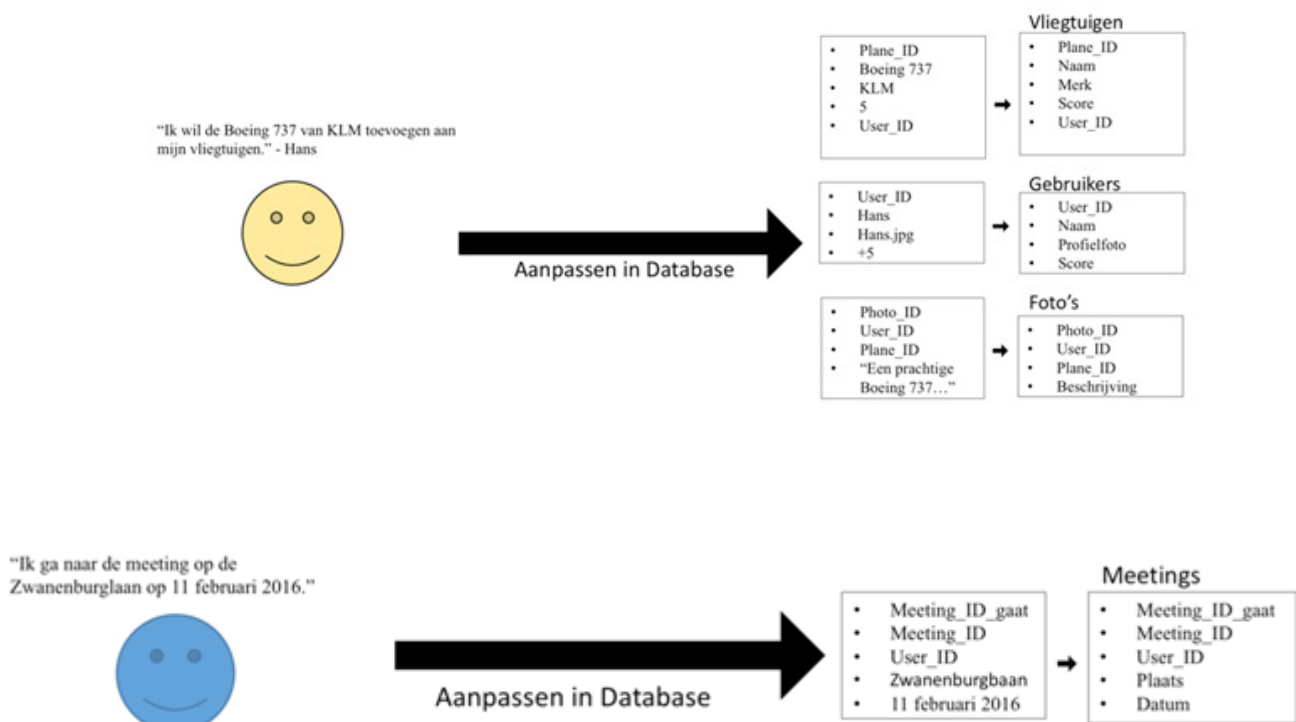 “Ik wil de Boeing 737 van KLM toevoegen aan
mijn vliegtuigen.” - Hans
Aanpassen in Database
• Plane_ID
• Boeing 737
• KLM
• 5
• User_ID
Vliegtuigen
• Plane_ID
• Naam
• Merk
• Score
• User_ID
• User_ID
• Hans
• Hans.jpg
• +5
Gebruikers
• User_ID
• Naam
• Profielfoto
• Score
• Photo_ID
• User_ID
• Plane_ID
• “Een prachtige
Boeing 737…”
Foto’s
• Photo_ID
• User_ID
• Plane_ID
• Beschrijving
“Ik ga naar de meeting op de
Zwanenburglaan op 11 februari 2016.”
Aanpassen in Database
• Meeting_ID_gaat
• Meeting_ID
• User_ID
• Zwanenburgbaan
• 11 februari 2016
Meetings
• Meeting_ID_gaat
• Meeting_ID
• User_ID
• Plaats
• Datum